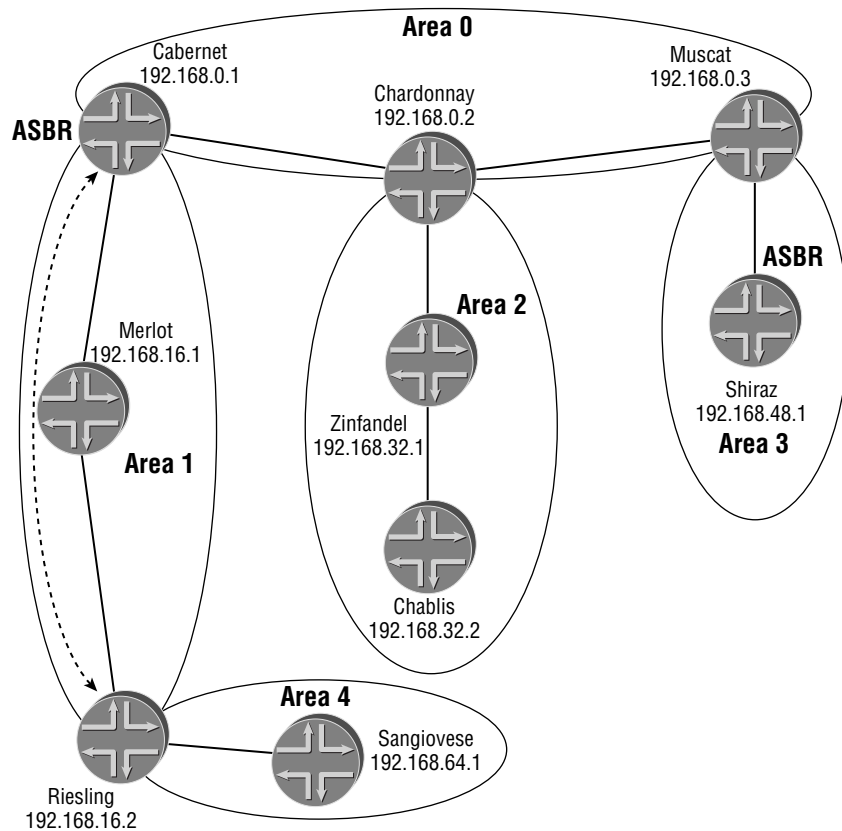 Area 0
Cabernet
192.168.0.1
Muscat
192.168.0.3
Chardonnay
192.168.0.2
ASBR
ASBR
Area 2
Merlot
192.168.16.1
Zinfandel
192.168.32.1
Shiraz
192.168.48.1
Area 3
Area 1
Chablis
192.168.32.2
Area 4
Sangiovese
192.168.64.1
Riesling
192.168.16.2